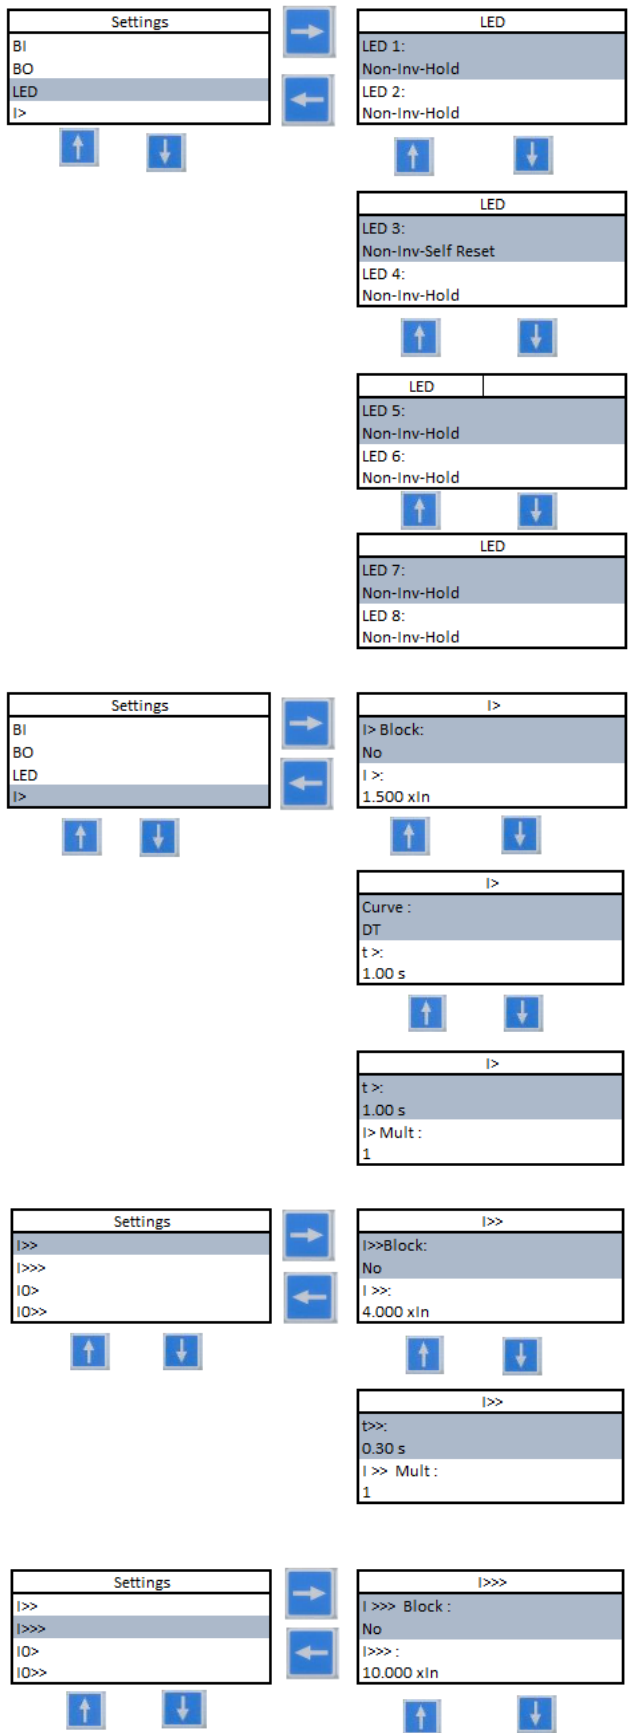 Settings
BI
BO
LED
I>
LED
LED 1:
Non-Inv-Hold
LED 2:
Non-Inv-Hold
LED
LED 3:
Non-Inv-Self Reset
LED 4:
Non-Inv-Hold
LED
LED 5:
Non-Inv-Hold
LED 6:
Non-Inv-Hold
LED
LED 7:
Non-Inv-Hold
LED 8:
Non-Inv-Hold
Settings
BI
BO
LED
I>
I>
I> Block:
No
I >:
1.500 xIn
I>
Curve :
DT
t >:
1.00 s
I>
t >:
1.00 s
I> Mult :
1
Settings
I>>
I>>>
I0>
I0>>
I>>
I>>Block:
No
I >>:
4.000 xIn
I>>
t>>:
0.30 s
I >> Mult :
1
Settings
I>>
I>>>
I0>
I0>>
I>>>
I >>> Block :
No
I>>> :
10.000 xIn